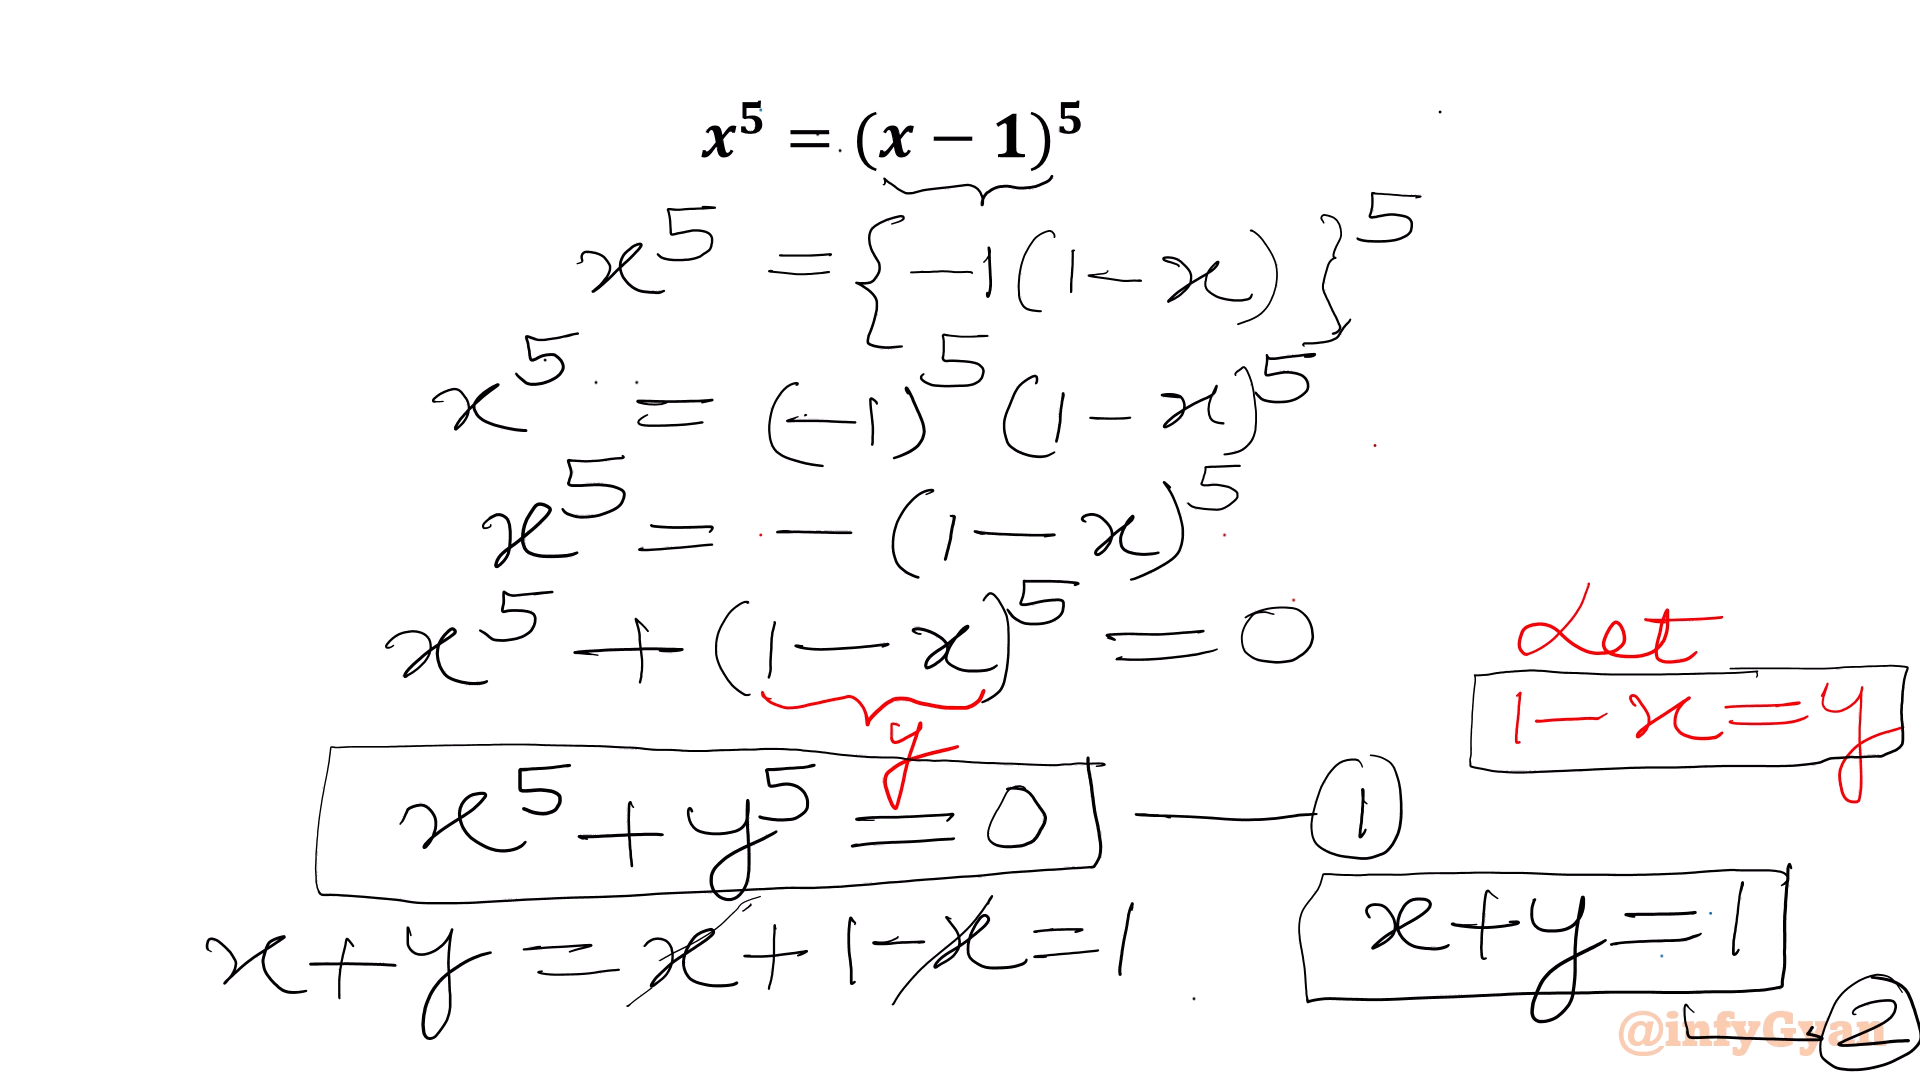 x⁵ = (x − 1)⁵
x⁵ = {−1(1 − x)}⁵
x⁵ = (−1)⁵ (1 − x)⁵
x⁵ = − (1 − x)⁵
x⁵ + (1 − x)⁵ = 0
y
Let
1 − x = y
x⁵ + y⁵ = 0 — ①
x + y = x + 1 − x = 1
x + y = 1
②
@infyGyan